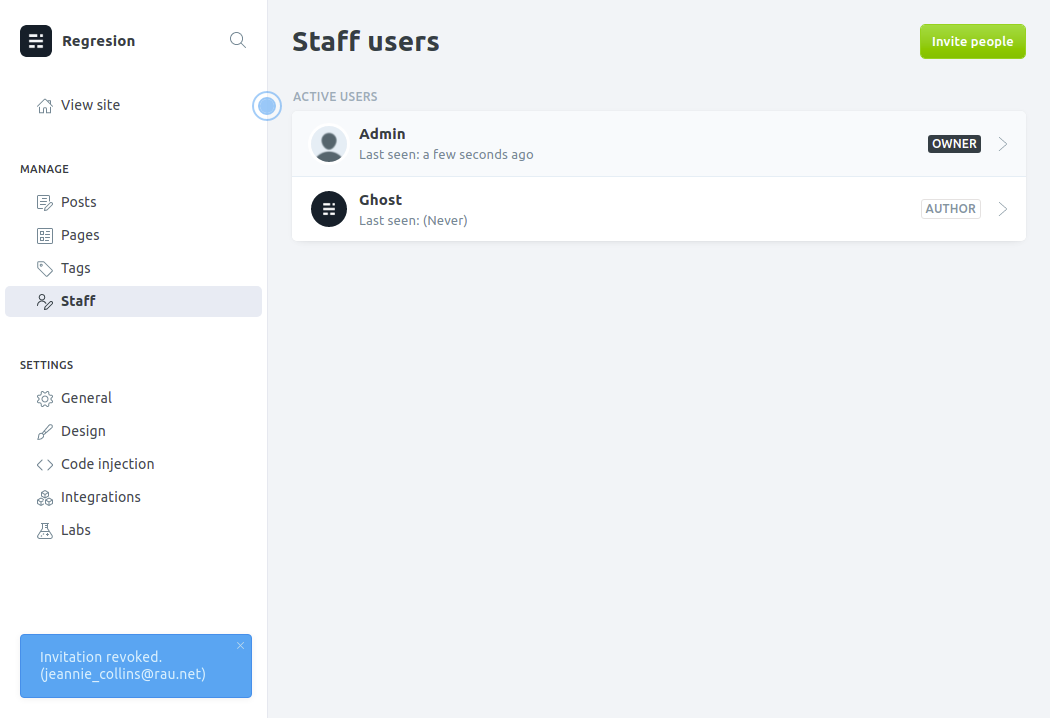 Regresion
View site
MANAGE
Posts
Pages
Tags
Staff
SETTINGS
General
Design
Code injection
Integrations
Labs
Invitation revoked.
(jeannie_collins@rau.net)
Staff users
Invite people
ACTIVE USERS
Admin
Last seen: a few seconds ago
OWNER
Ghost
Last seen: (Never)
AUTHOR